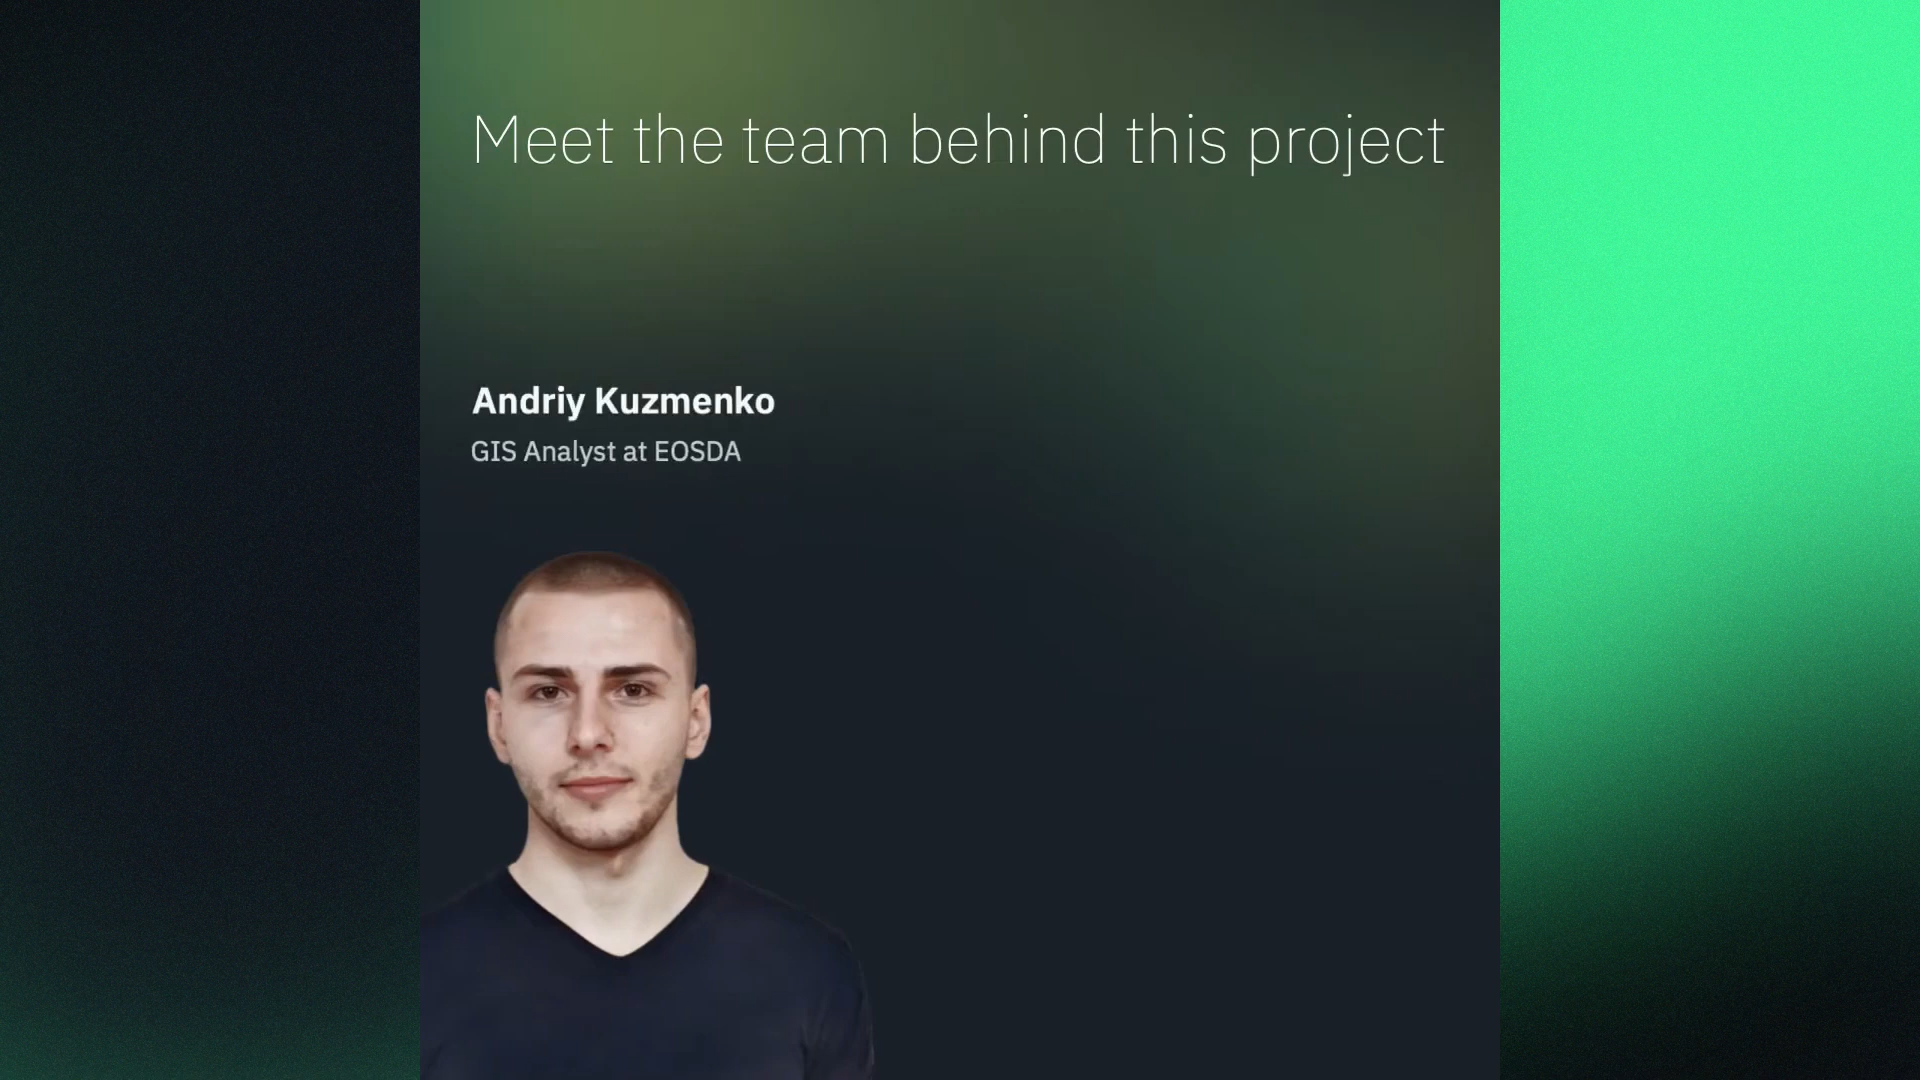 Meet the team behind this project
Andriy Kuzmenko
GIS Analyst at EOSDA